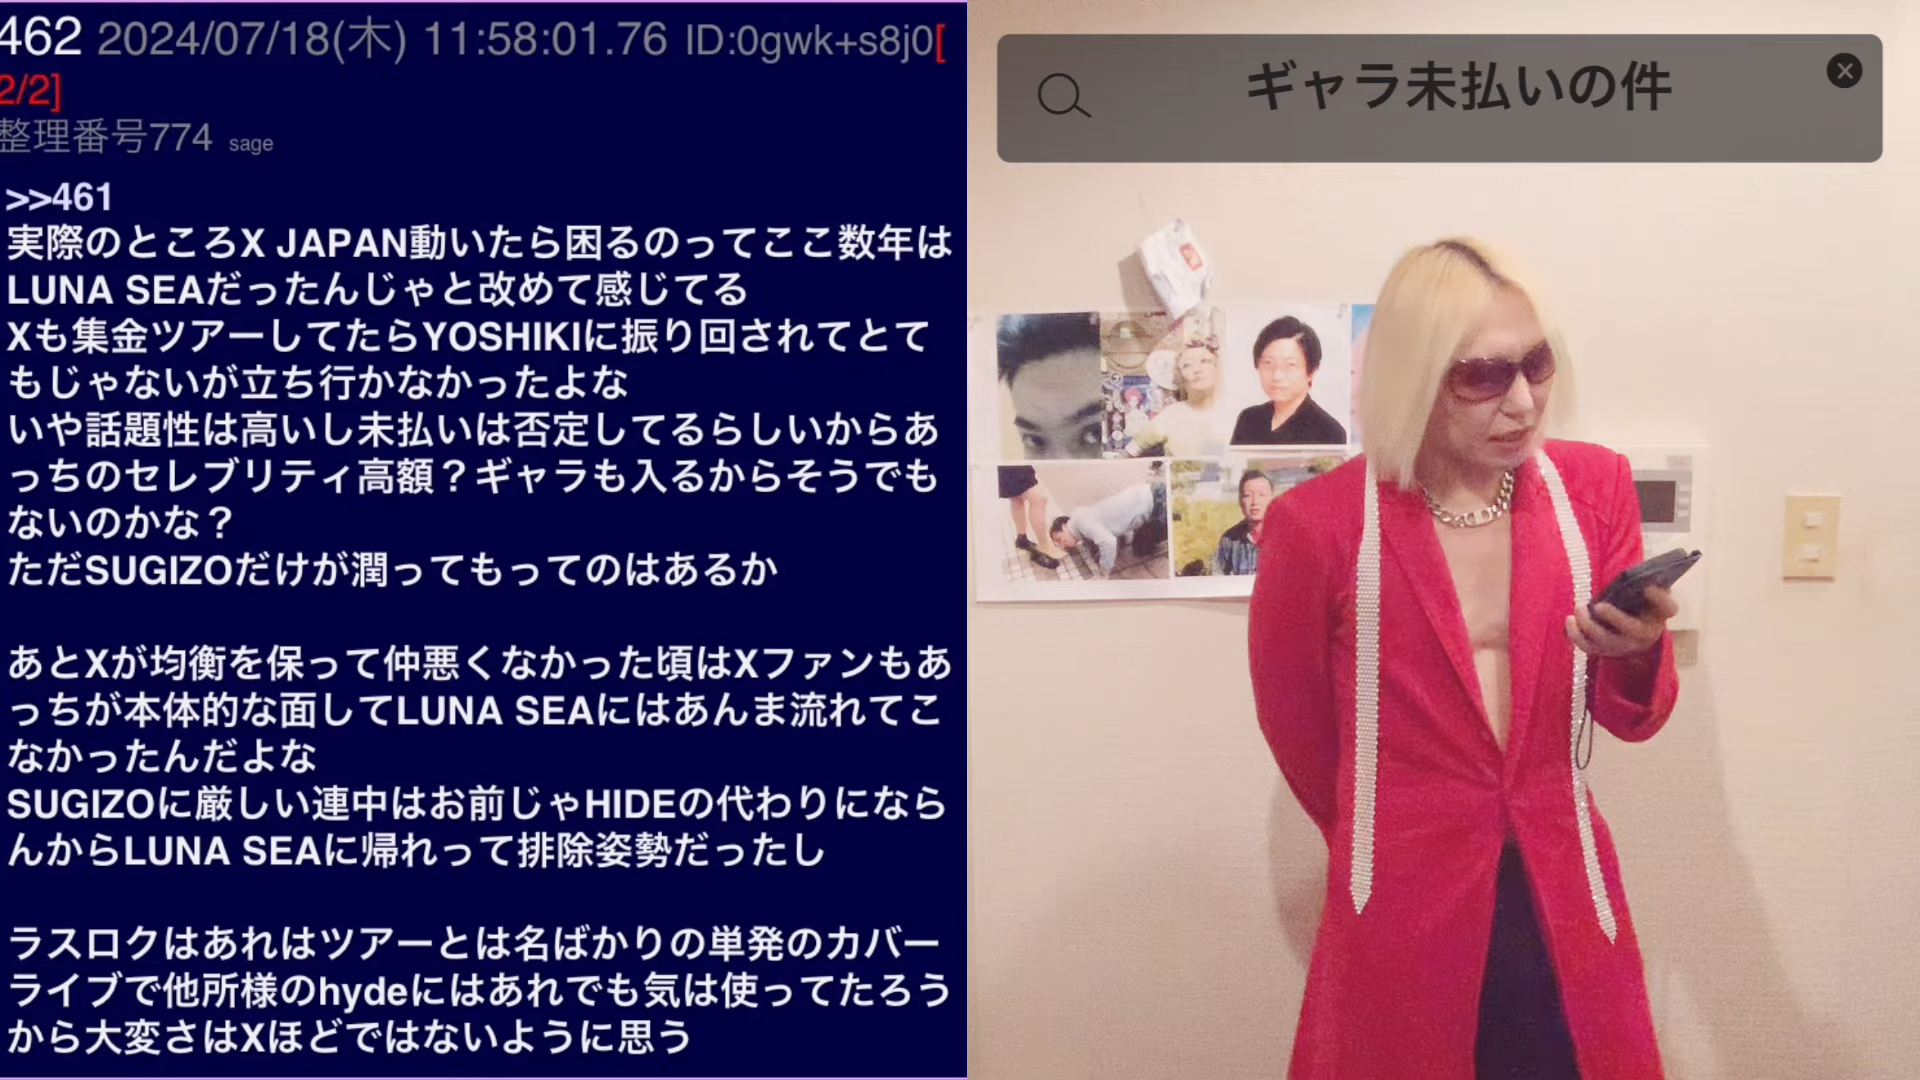 462 2024/07/18(木) 11:58:01.76 ID:0gwk+s8j0[
2/2]
整理番号774 sage
>>461
実際のところX JAPAN動いたら困るのってここ数年は
LUNA SEAだったんじゃと改めて感じてる
Xも集金ツアーしてたらYOSHIKIに振り回されてとて
もじゃないが立ち行かなかったよな
いや話題性は高いし未払いは否定してるらしいからあ
っちのセレブリティ高額？ギャラも入るからそうでも
ないのかな？
ただSUGIZOだけが潤ってもってのはあるか
あとXが均衡を保って仲悪くなかった頃はXファンもあ
っちが本体的な面してLUNA SEAにはあんま流れてこ
なかったんだよな
SUGIZOに厳しい連中はお前じゃHIDEの代わりになら
んからLUNA SEAに帰れって排除姿勢だったし
ラスロクはあれはツアーとは名ばかりの単発のカバー
ライブで他所様のhydeにはあれでも気は使ってたろう
から大変さはXほどではないように思う
ギャラ未払いの件